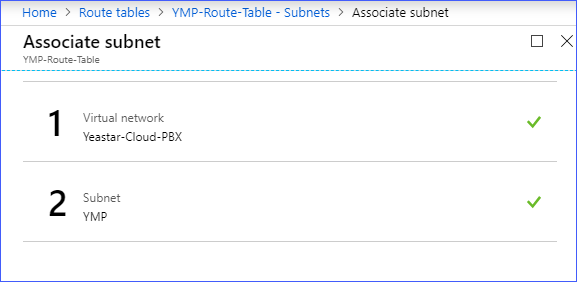 Home > Route tables > YMP-Route-Table - Subnets > Associate subnet
Associate subnet
YMP-Route-Table
1 Virtual network
Yeastar-Cloud-PBX
2 Subnet
YMP